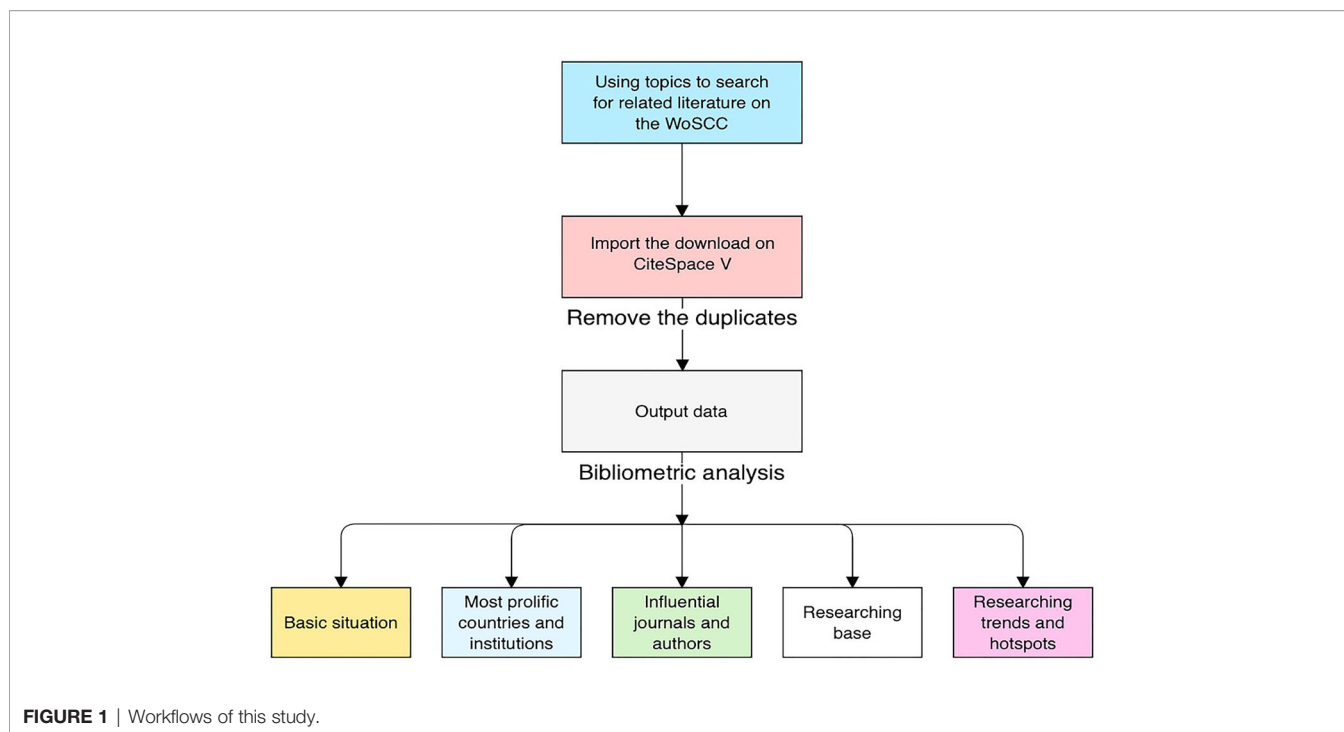 Using topics to search
for related literature on
the WoSCC
Import the download on
CiteSpace V
Remove the duplicates
Output data
Bibliometric analysis
Basic situation
Most prolific
countries and
institutions
Influential
journals and
authors
Researching
base
Researching
trends and
hotspots
FIGURE 1 | Workflows of this study.